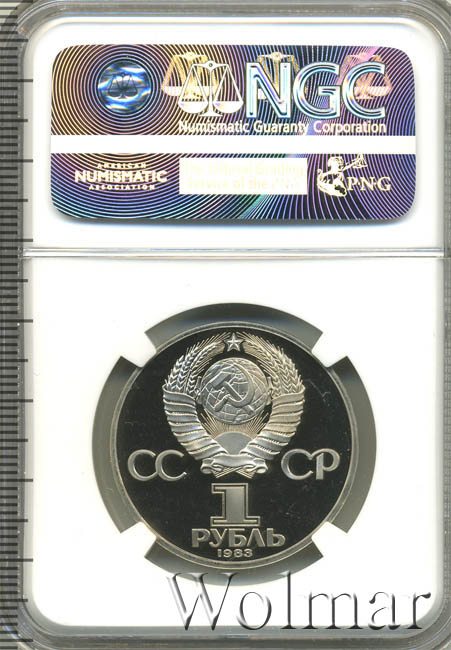 NGC
Numismatic Guaranty Corporation
AMERICAN
NUMISMATIC
ASSOCIATION
PNG
СС СР
1
РУБЛЬ
1983
Wolmar